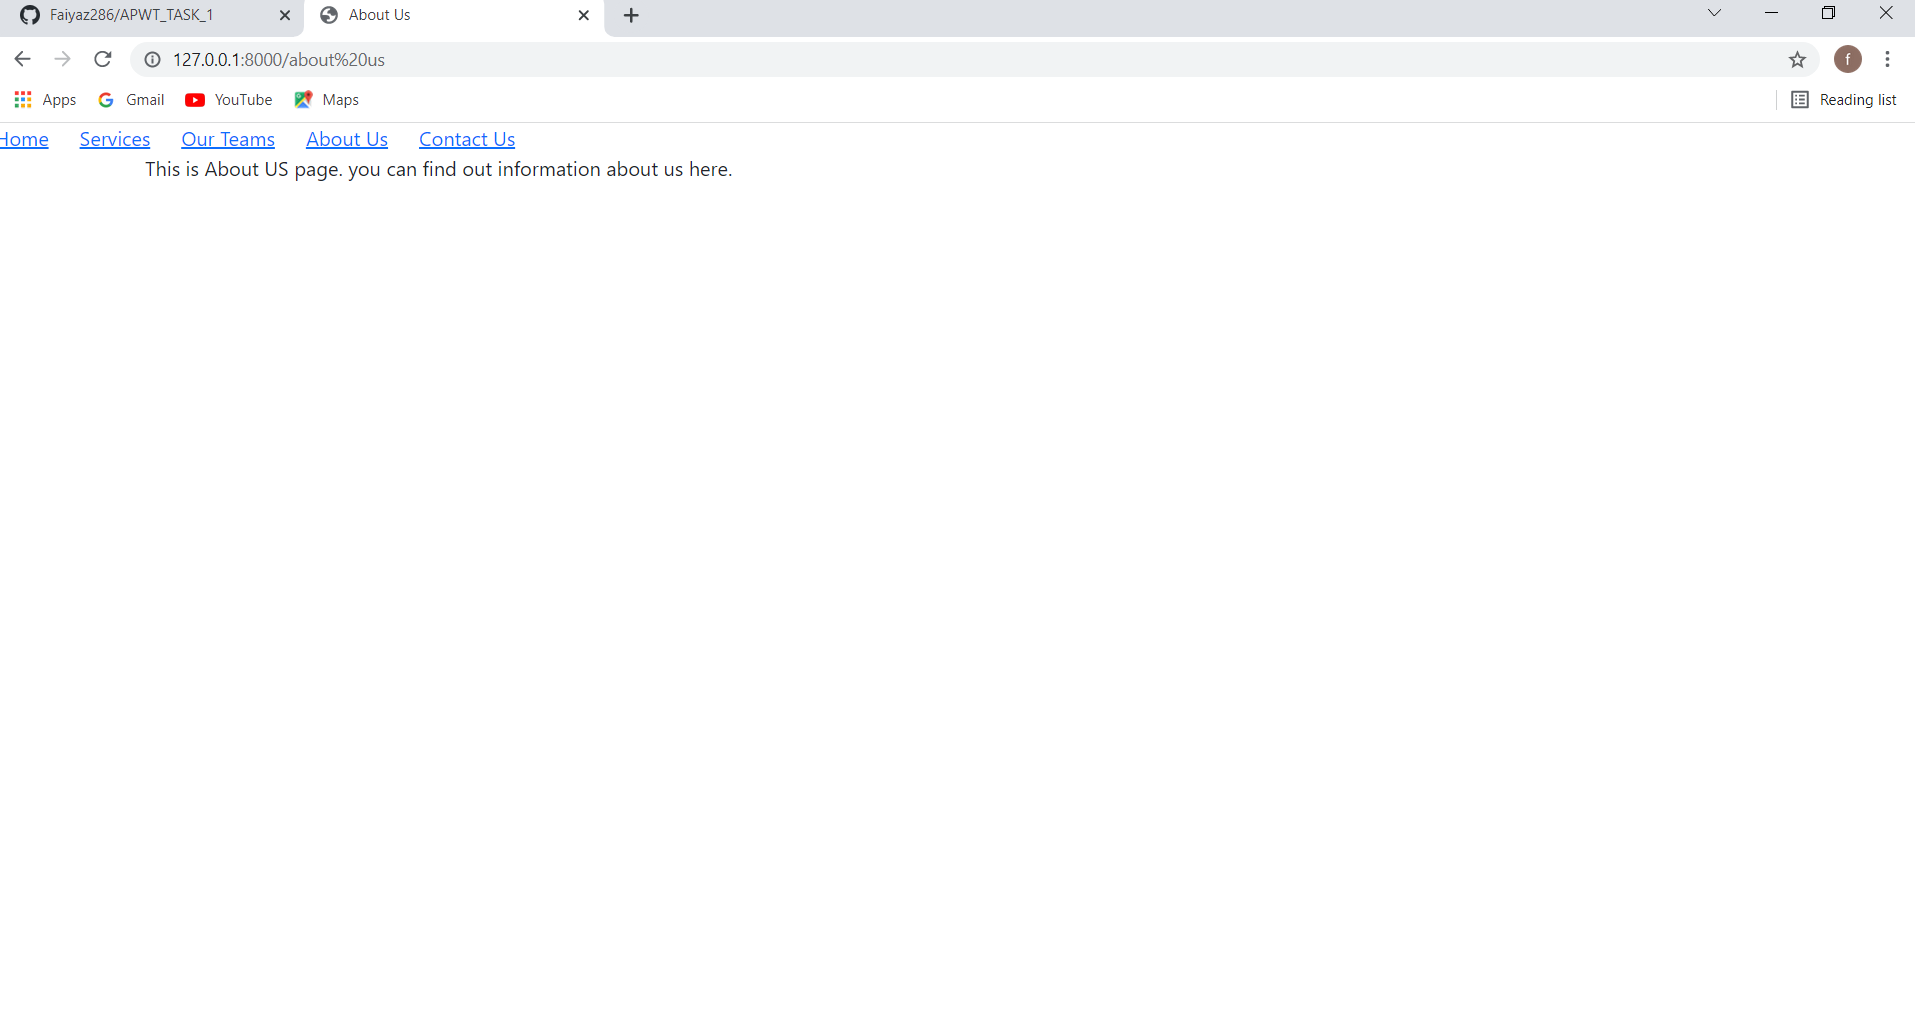 Faiyaz286/APWT_TASK_1 About Us
127.0.0.1:8000/about%20us f
Apps Gmail YouTube Maps Reading list
Home Services Our Teams About Us Contact Us
This is About US page. you can find out information about us here.